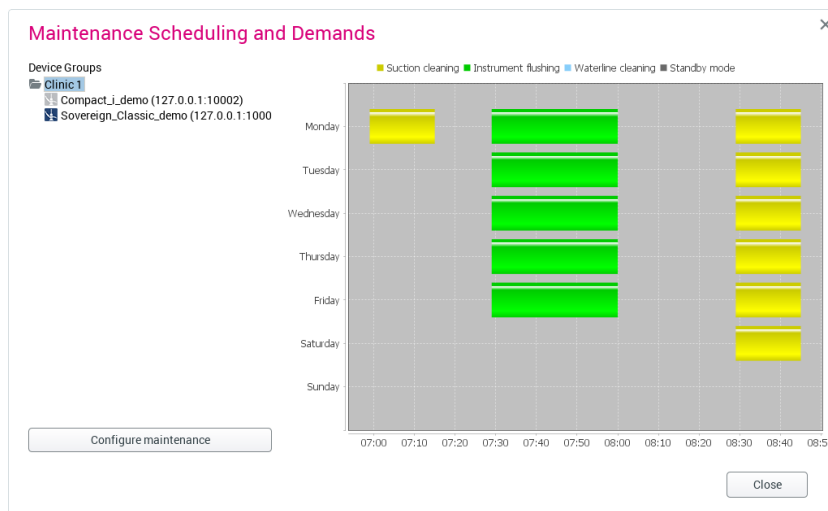 Maintenance Scheduling and Demands
Device Groups
Clinic 1
Compact_i_demo (127.0.0.1:10002)
Sovereign_Classic_demo (127.0.0.1:1000
Configure maintenance
Suction cleaning Instrument flushing Waterline cleaning Standby mode
Monday
Tuesday
Wednesday
Thursday
Friday
Saturday
Sunday
07:00 07:10 07:20 07:30 07:40 07:50 08:00 08:10 08:20 08:30 08:40 08:5
Close